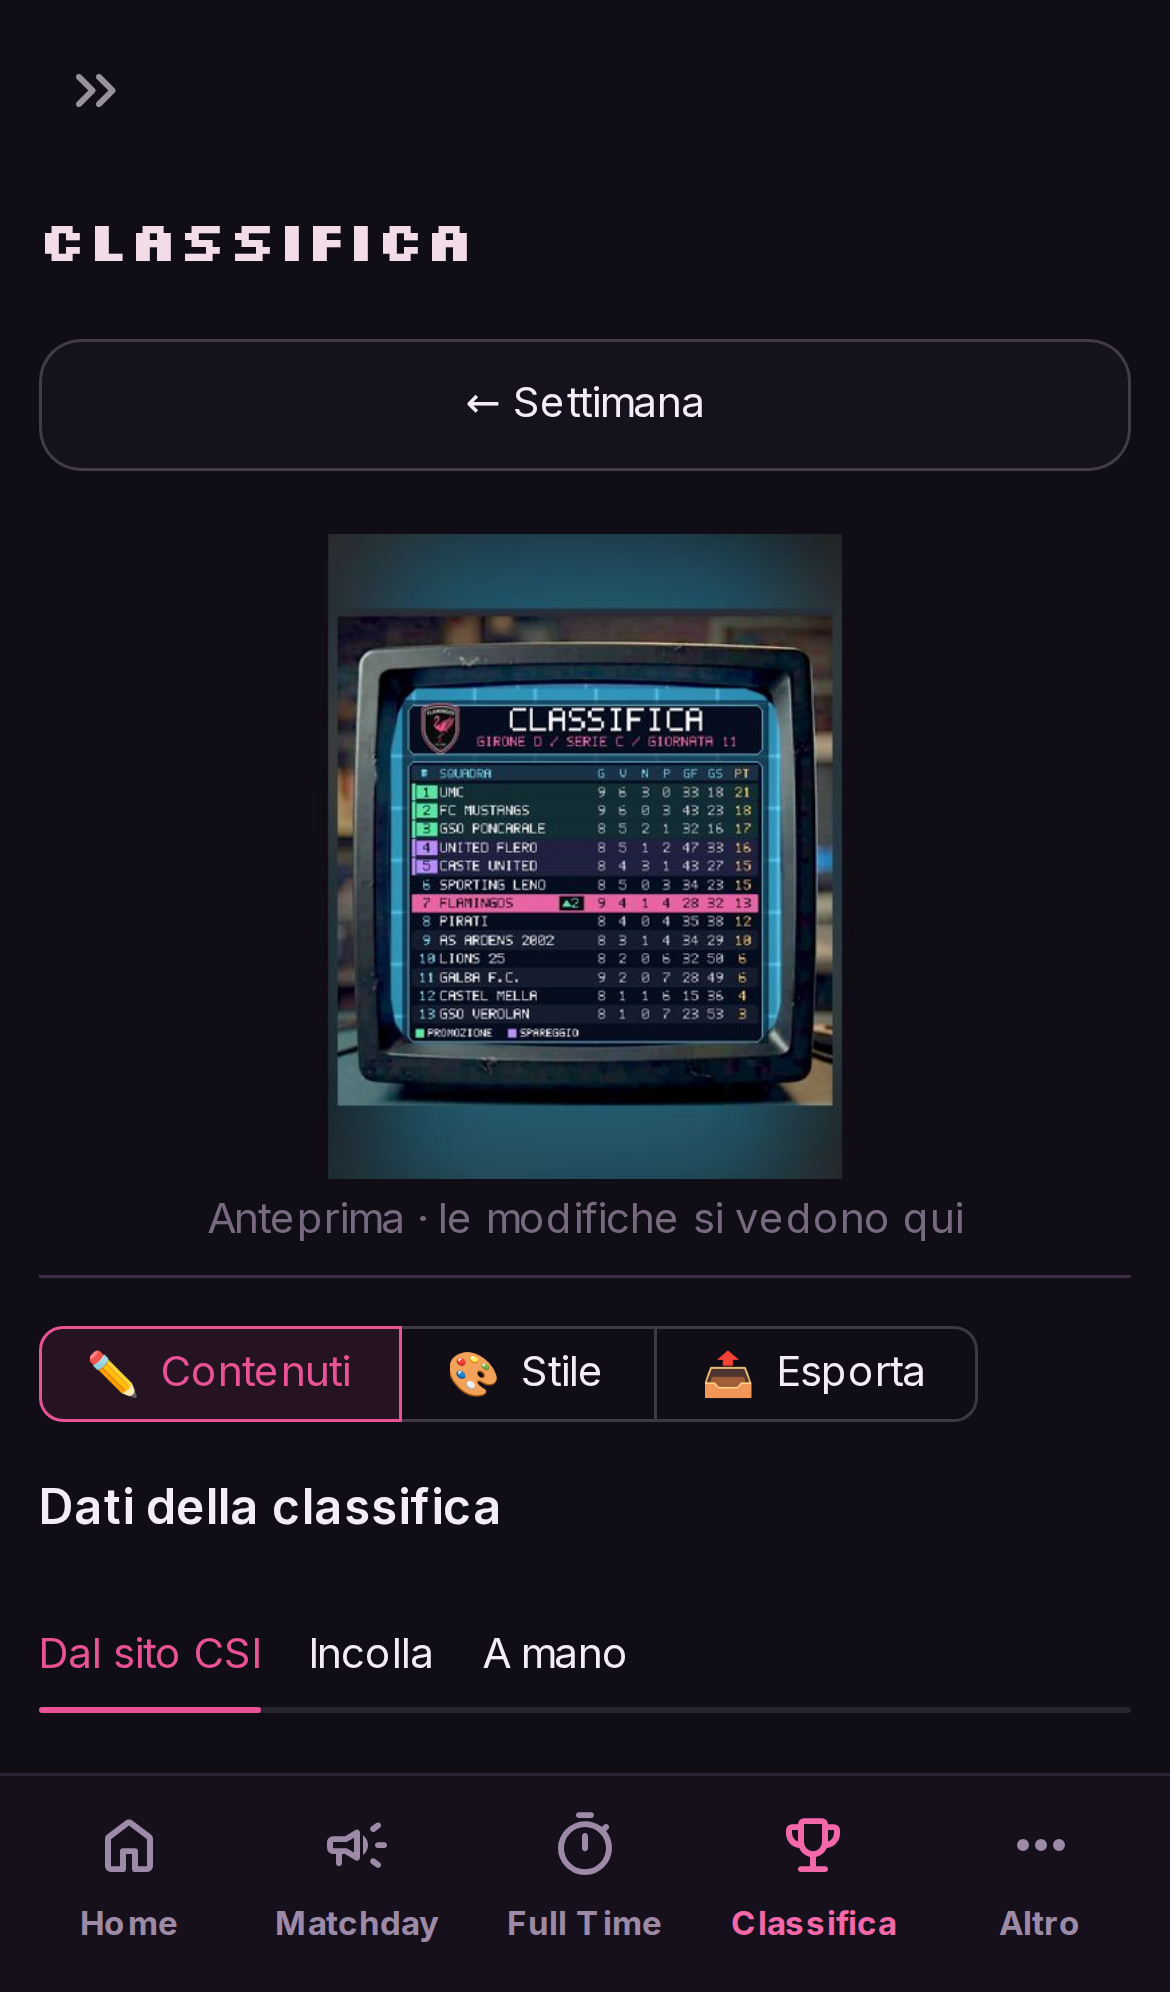 CLASSIFICA
← Settimana
FLAMINGOS
CLASSIFICA
GIRONE D / SERIE C / GIORNATA 11
# SQUADRA G V N P GF GS PT
1 UMC 9 6 3 0 33 18 21
2 FC MUSTANGS 9 6 0 3 43 23 18
3 GSO PONCARALE 8 5 2 1 32 16 17
4 UNITED FLERO 8 5 1 2 47 33 16
5 CASTE UNITED 8 4 3 1 43 27 15
6 SPORTING LENO 8 5 0 3 34 23 15
7 FLAMINGOS ▲2 9 4 1 4 28 32 13
8 PIRATI 8 4 0 4 35 38 12
9 AS ARDENS 2002 8 3 1 4 34 29 10
10 LIONS 25 8 2 0 6 32 50 6
11 GALBA F.C. 9 2 0 7 28 49 6
12 CASTEL MELLA 8 1 1 6 15 36 4
13 GSO VEROLAN 8 1 0 7 23 53 3
PROMOZIONE SPAREGGIO
Anteprima · le modifiche si vedono qui
Contenuti Stile Esporta
Dati della classifica
Dal sito CSI Incolla A mano
Home Matchday Full Time Classifica Altro